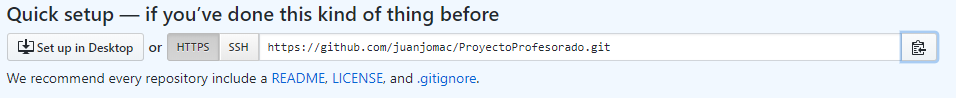 Quick setup — if you’ve done this kind of thing before
Set up in Desktop or HTTPS SSH https://github.com/juanjomac/ProyectoProfesorado.git
We recommend every repository include a README, LICENSE, and .gitignore.